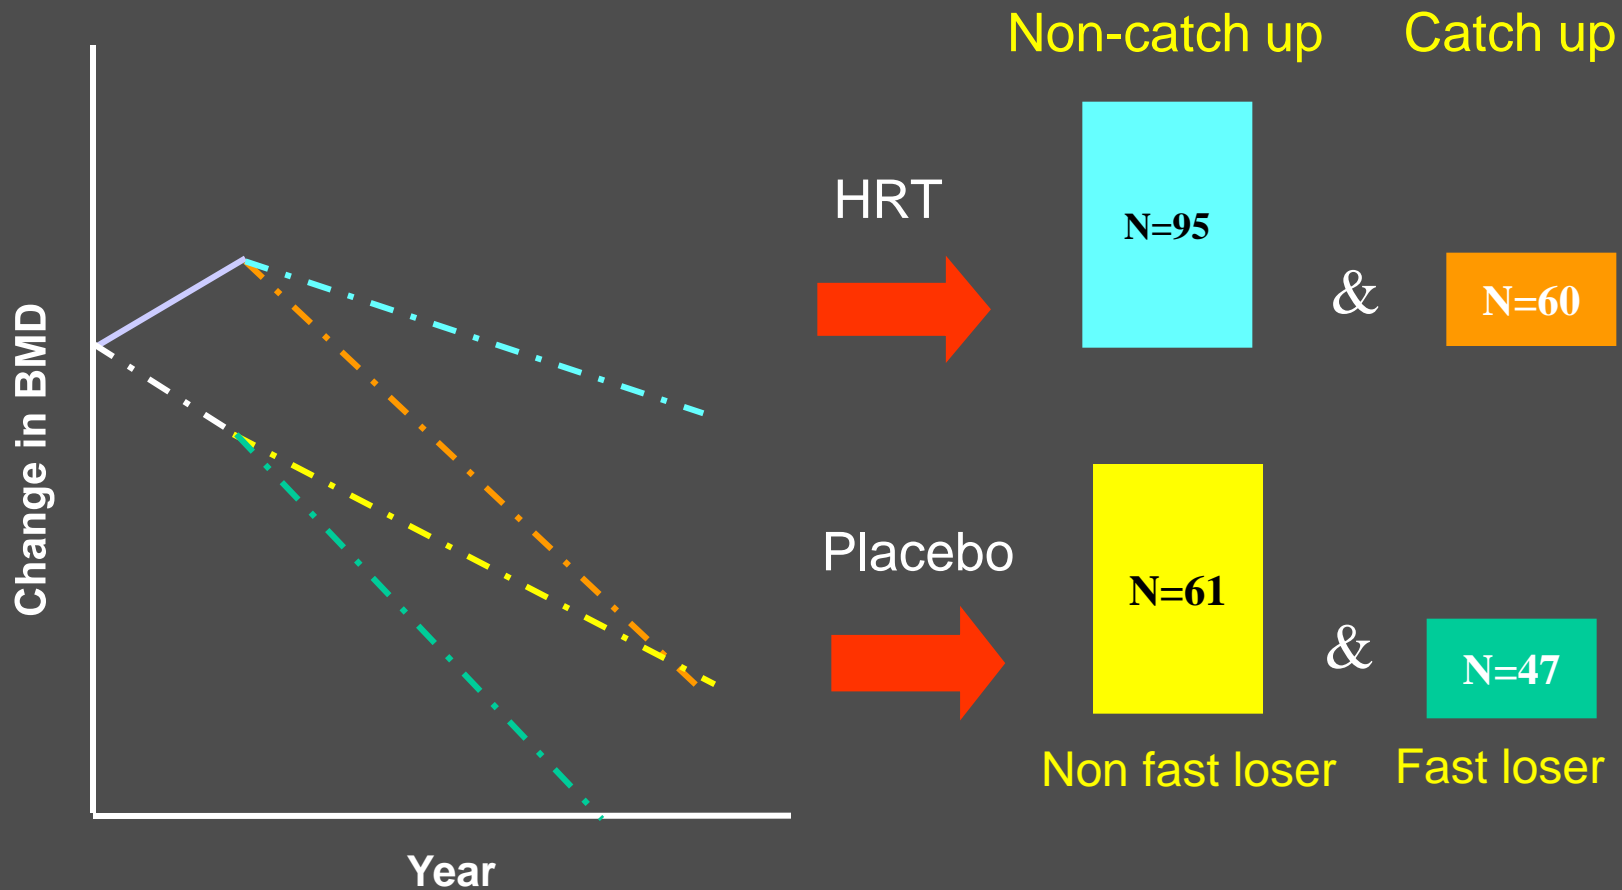 Non-catch up
Catch up
HRT
N=95
&
N=60
Change in BMD
Placebo
N=61
&
N=47
Non fast loser
Fast loser
Year